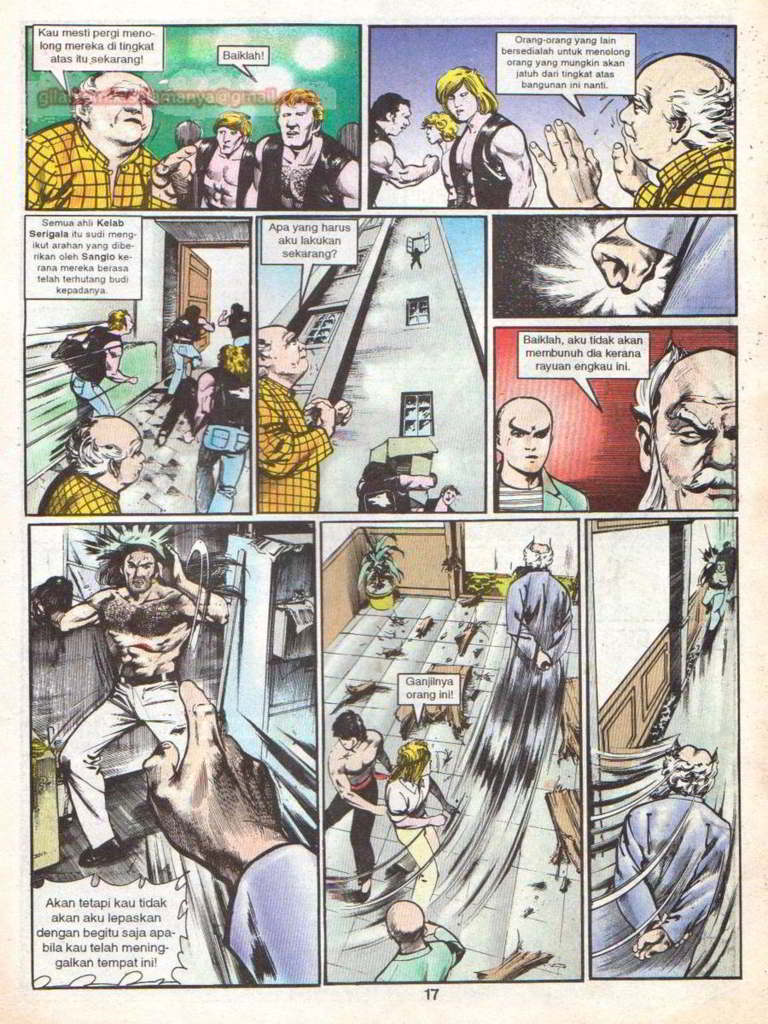 Kau mesti pergi meno-
long mereka di tingkat
atas itu sekarang!
Baiklah!
Orang-orang yang lain
bersedialah untuk menolong
orang yang mungkin akan
jatuh dari tingkat atas
bangunan ini nanti.
Semua ahli Kelab
Serigala itu sudi meng-
ikut arahan yang dibe-
rikan oleh Sangio ke-
rana mereka berasa
telah terhutang budi
kepadanya.
Apa yang harus
aku lakukan
sekarang?
Baiklah, aku tidak akan
membunuh dia kerana
rayuan engkau ini.
Ganjilnya
orang ini!
Akan tetapi kau tidak
akan aku lepaskan
dengan begitu saja apa-
bila kau telah mening-
galkan tempat ini!
17